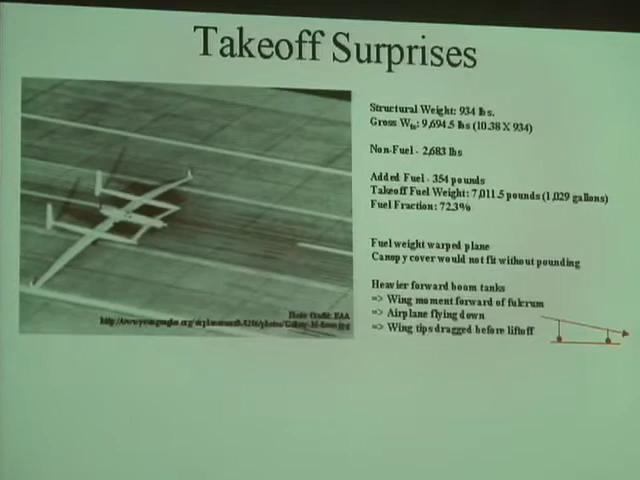 Takeoff Surprises
Structural Weight: 934 lbs.
Gross Wto: 9,694.5 lbs (10.38 X 934)
Non-Fuel - 2,683 lbs
Added Fuel - 354 pounds
Takeoff Fuel Weight: 7,011.5 pounds (1,029 gallons)
Fuel Fraction: 72.3%
Fuel weight warped plane
Canopy cover would not fit without pounding
Heavier forward boom tanks
=> Wing moment forward of fulcrum
=> Airplane flying down
=> Wing tips dragged before liftoff
Photo Credit: EAA